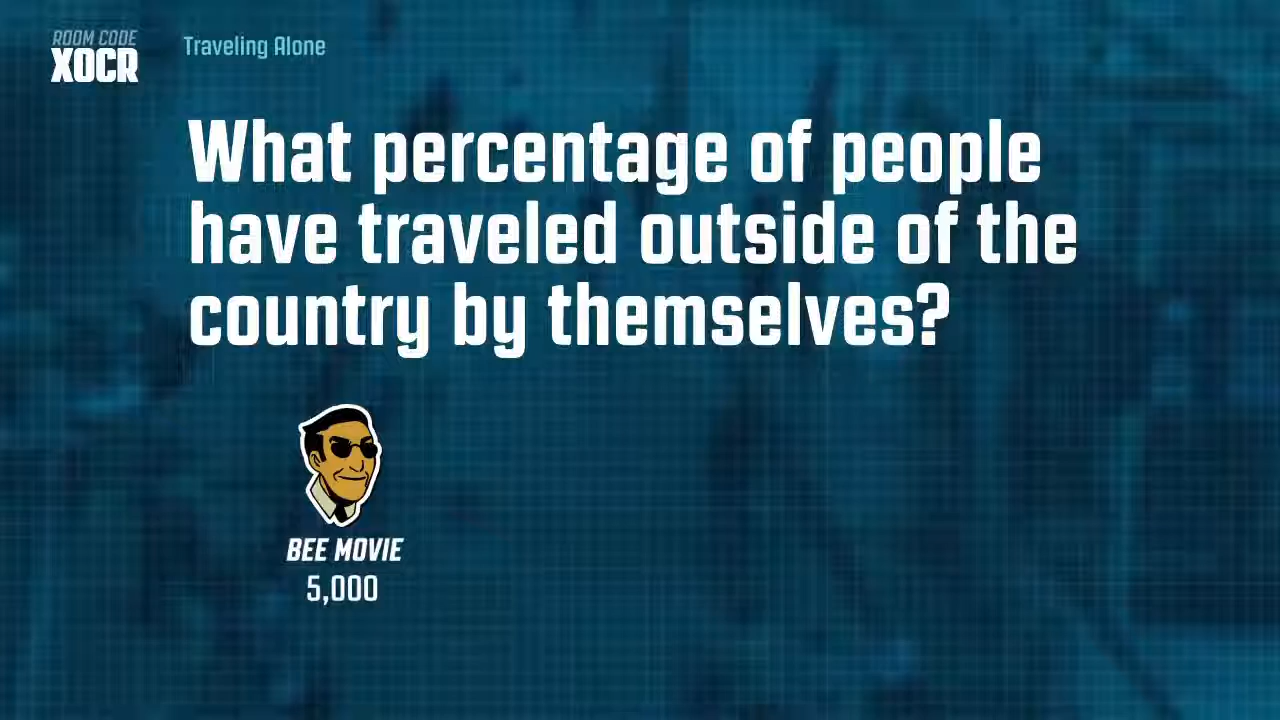 ROOM CODE
XOCR
Traveling Alone
What percentage of people
have traveled outside of the
country by themselves?
BEE MOVIE
5,000